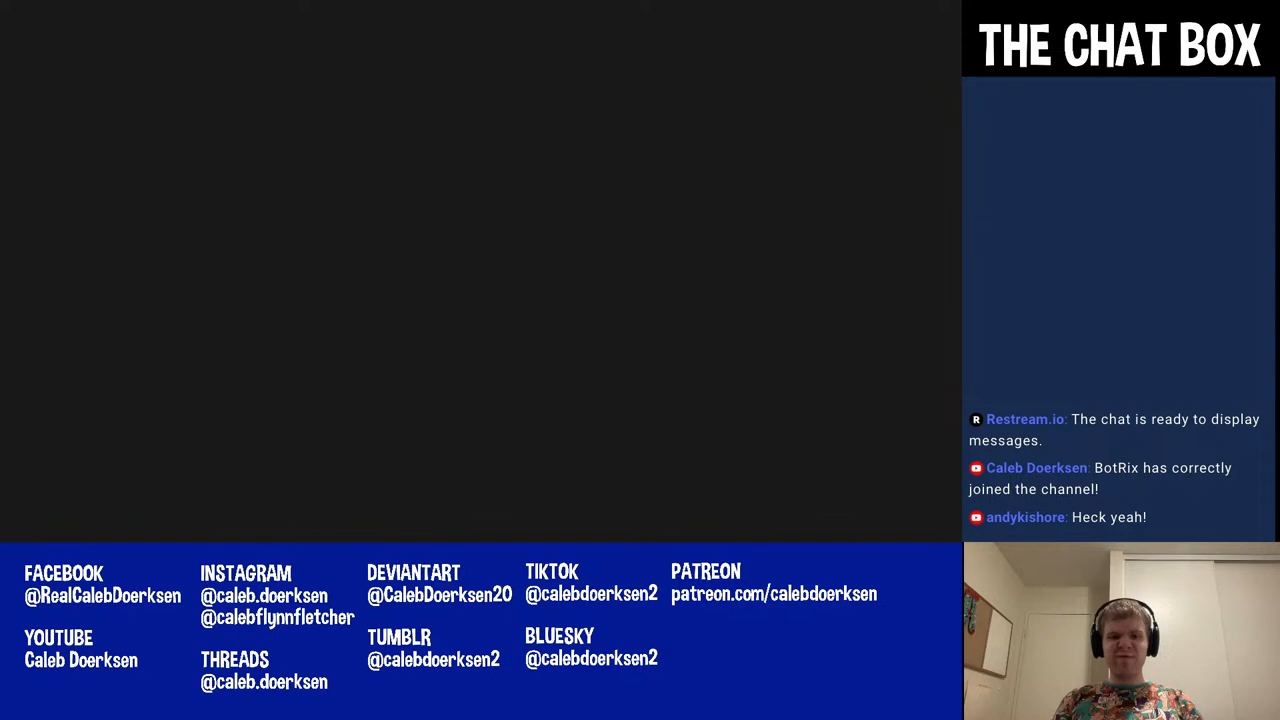 THE CHAT BOX
Restream.io: The chat is ready to display
messages.
Caleb Doerksen: BotRix has correctly
joined the channel!
andykishore: Heck yeah!
FACEBOOK
@RealCalebDoerksen
YOUTUBE
Caleb Doerksen
INSTAGRAM
@caleb.doerksen
@calebflynnfletcher
THREADS
@caleb.doerksen
DEVIANTART
@CalebDoerksen20
TUMBLR
@calebdoerksen2
TIKTOK
@calebdoerksen2
BLUESKY
@calebdoerksen2
PATREON
patreon.com/calebdoerksen